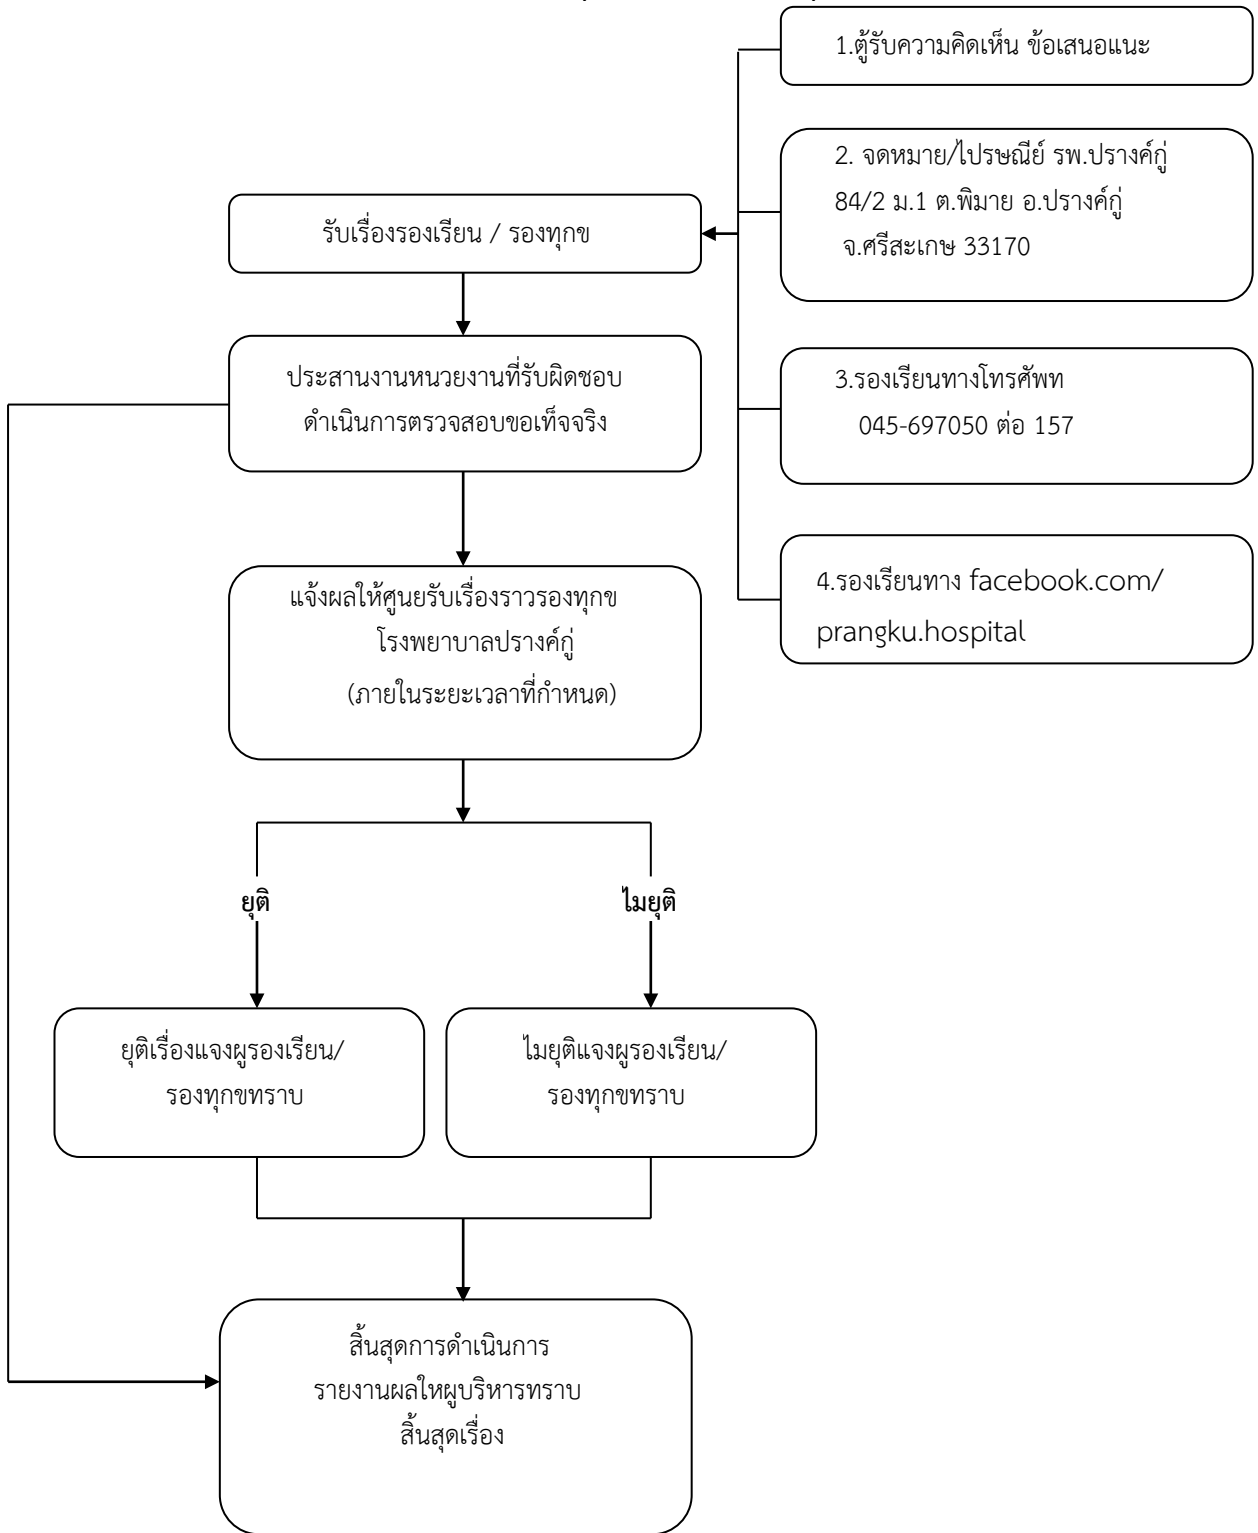 1.ตู้รับความคิดเห็น ข้อเสนอแนะ
2. จดหมาย/ไปรษณีย์ รพ.ปรางค์กู่
84/2 ม.1 ต.พิมาย อ.ปรางค์กู่
จ.ศรีสะเกษ 33170
รับเรื่องรองเรียน / รองทุกข
ประสานงานหนวยงานที่รับผิดชอบ
ดําเนินการตรวจสอบขอเท็จจริง
3.รองเรียนทางโทรศัพท
045-697050 ต่อ 157
แจ้งผลให้ศูนยรับเรื่องราวรองทุกข
โรงพยาบาลปรางค์กู่
(ภายในระยะเวลาที่กําหนด)
4.รองเรียนทาง facebook.com/
prangku.hospital
ยุติ
ไมยุติ
ยุติเรื่องแจงผูรองเรียน/
รองทุกขทราบ
ไมยุติแจงผูรองเรียน/
รองทุกขทราบ
สิ้นสุดการดําเนินการ
รายงานผลใหผูบริหารทราบ
สิ้นสุดเรื่อง